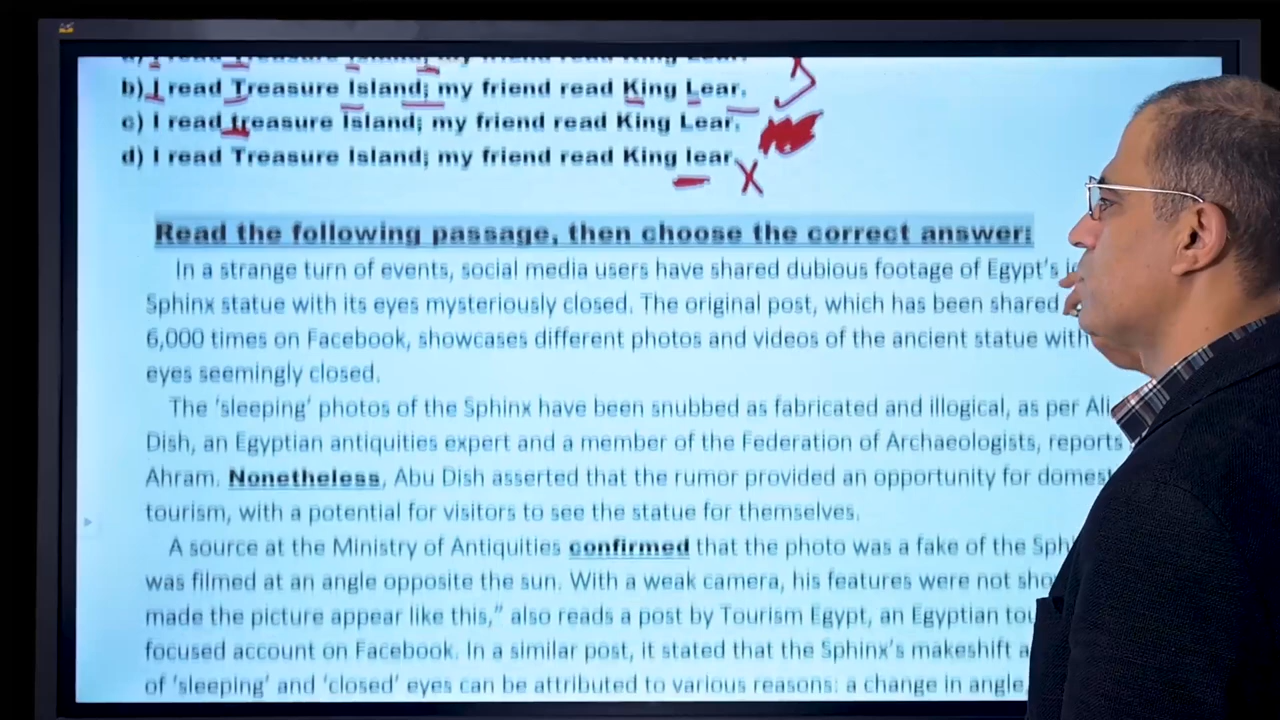 b) I read Treasure Island; my friend read King Lear.
c) I read treasure Island; my friend read King Lear.
d) I read Treasure Island; my friend read King lear.
Read the following passage, then choose the correct answer:
In a strange turn of events, social media users have shared dubious footage of Egypt's
Sphinx statue with its eyes mysteriously closed. The original post, which has been shared
6,000 times on Facebook, showcases different photos and videos of the ancient statue with
eyes seemingly closed.
The 'sleeping' photos of the Sphinx have been snubbed as fabricated and illogical, as per Ali
Dish, an Egyptian antiquities expert and a member of the Federation of Archaeologists, reports
Ahram. Nonetheless, Abu Dish asserted that the rumor provided an opportunity for
tourism, with a potential for visitors to see the statue for themselves.
A source at the Ministry of Antiquities confirmed that the photo was a fake of the
was filmed at an angle opposite the sun. With a weak camera, his features were not
made the picture appear like this," also reads a post by Tourism Egypt, an Egyptian
focused account on Facebook. In a similar post, it stated that the Sphinx's makeshift
of 'sleeping' and 'closed' eyes can be attributed to various reasons: a change in angle,